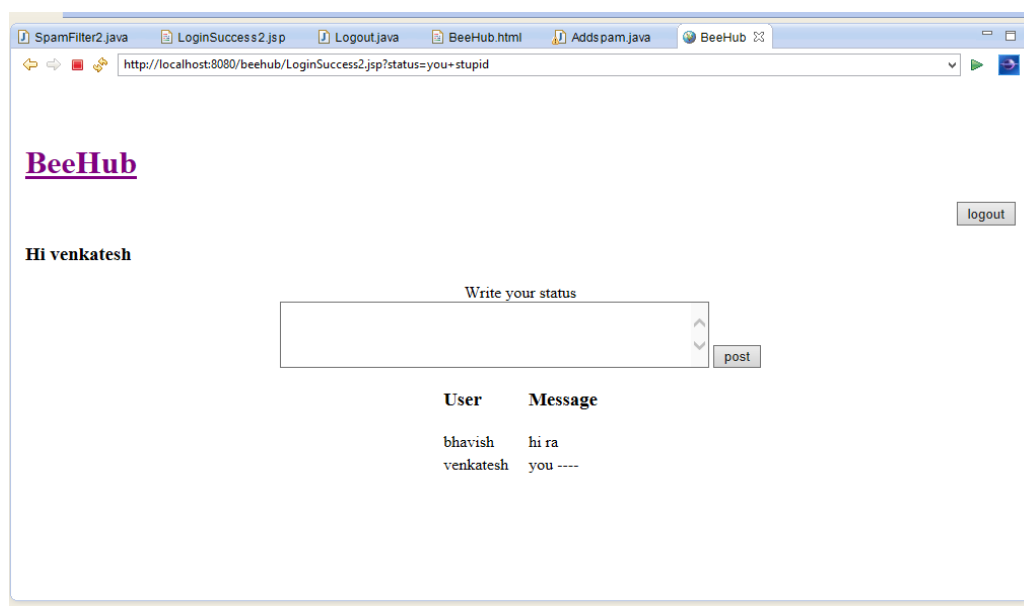 SpamFilter2.java LoginSuccess2.jsp Logout.java BeeHub.html Addspam.java BeeHub
http://localhost:8080/beehub/LoginSuccess2.jsp?status=you+stupid
BeeHub
logout
Hi venkatesh
Write your status
post
User Message
bhavish hi ra
venkatesh you ----